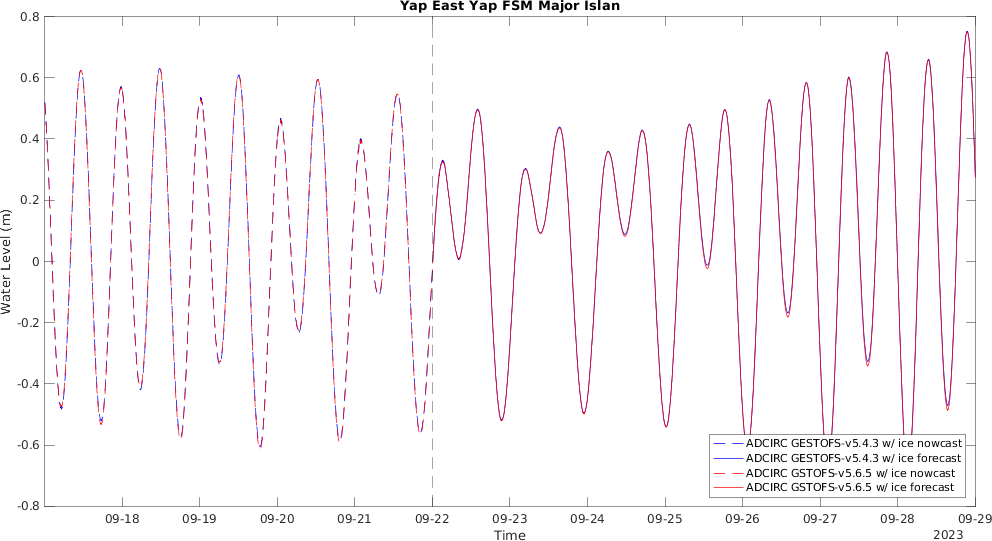 Yap East Yap FSM Major Islan
0.8
0.6
0.4
0.2
0
-0.2
-0.4
-0.6
-0.8
Water Level (m)
ADCIRC GESTOFS-v5.4.3 w/ ice nowcast
ADCIRC GESTOFS-v5.4.3 w/ ice forecast
ADCIRC GSTOFS-v5.6.5 w/ ice nowcast
ADCIRC GSTOFS-v5.6.5 w/ ice forecast
09-18 09-19 09-20 09-21 09-22 09-23 09-24 09-25 09-26 09-27 09-28 09-29
Time
2023